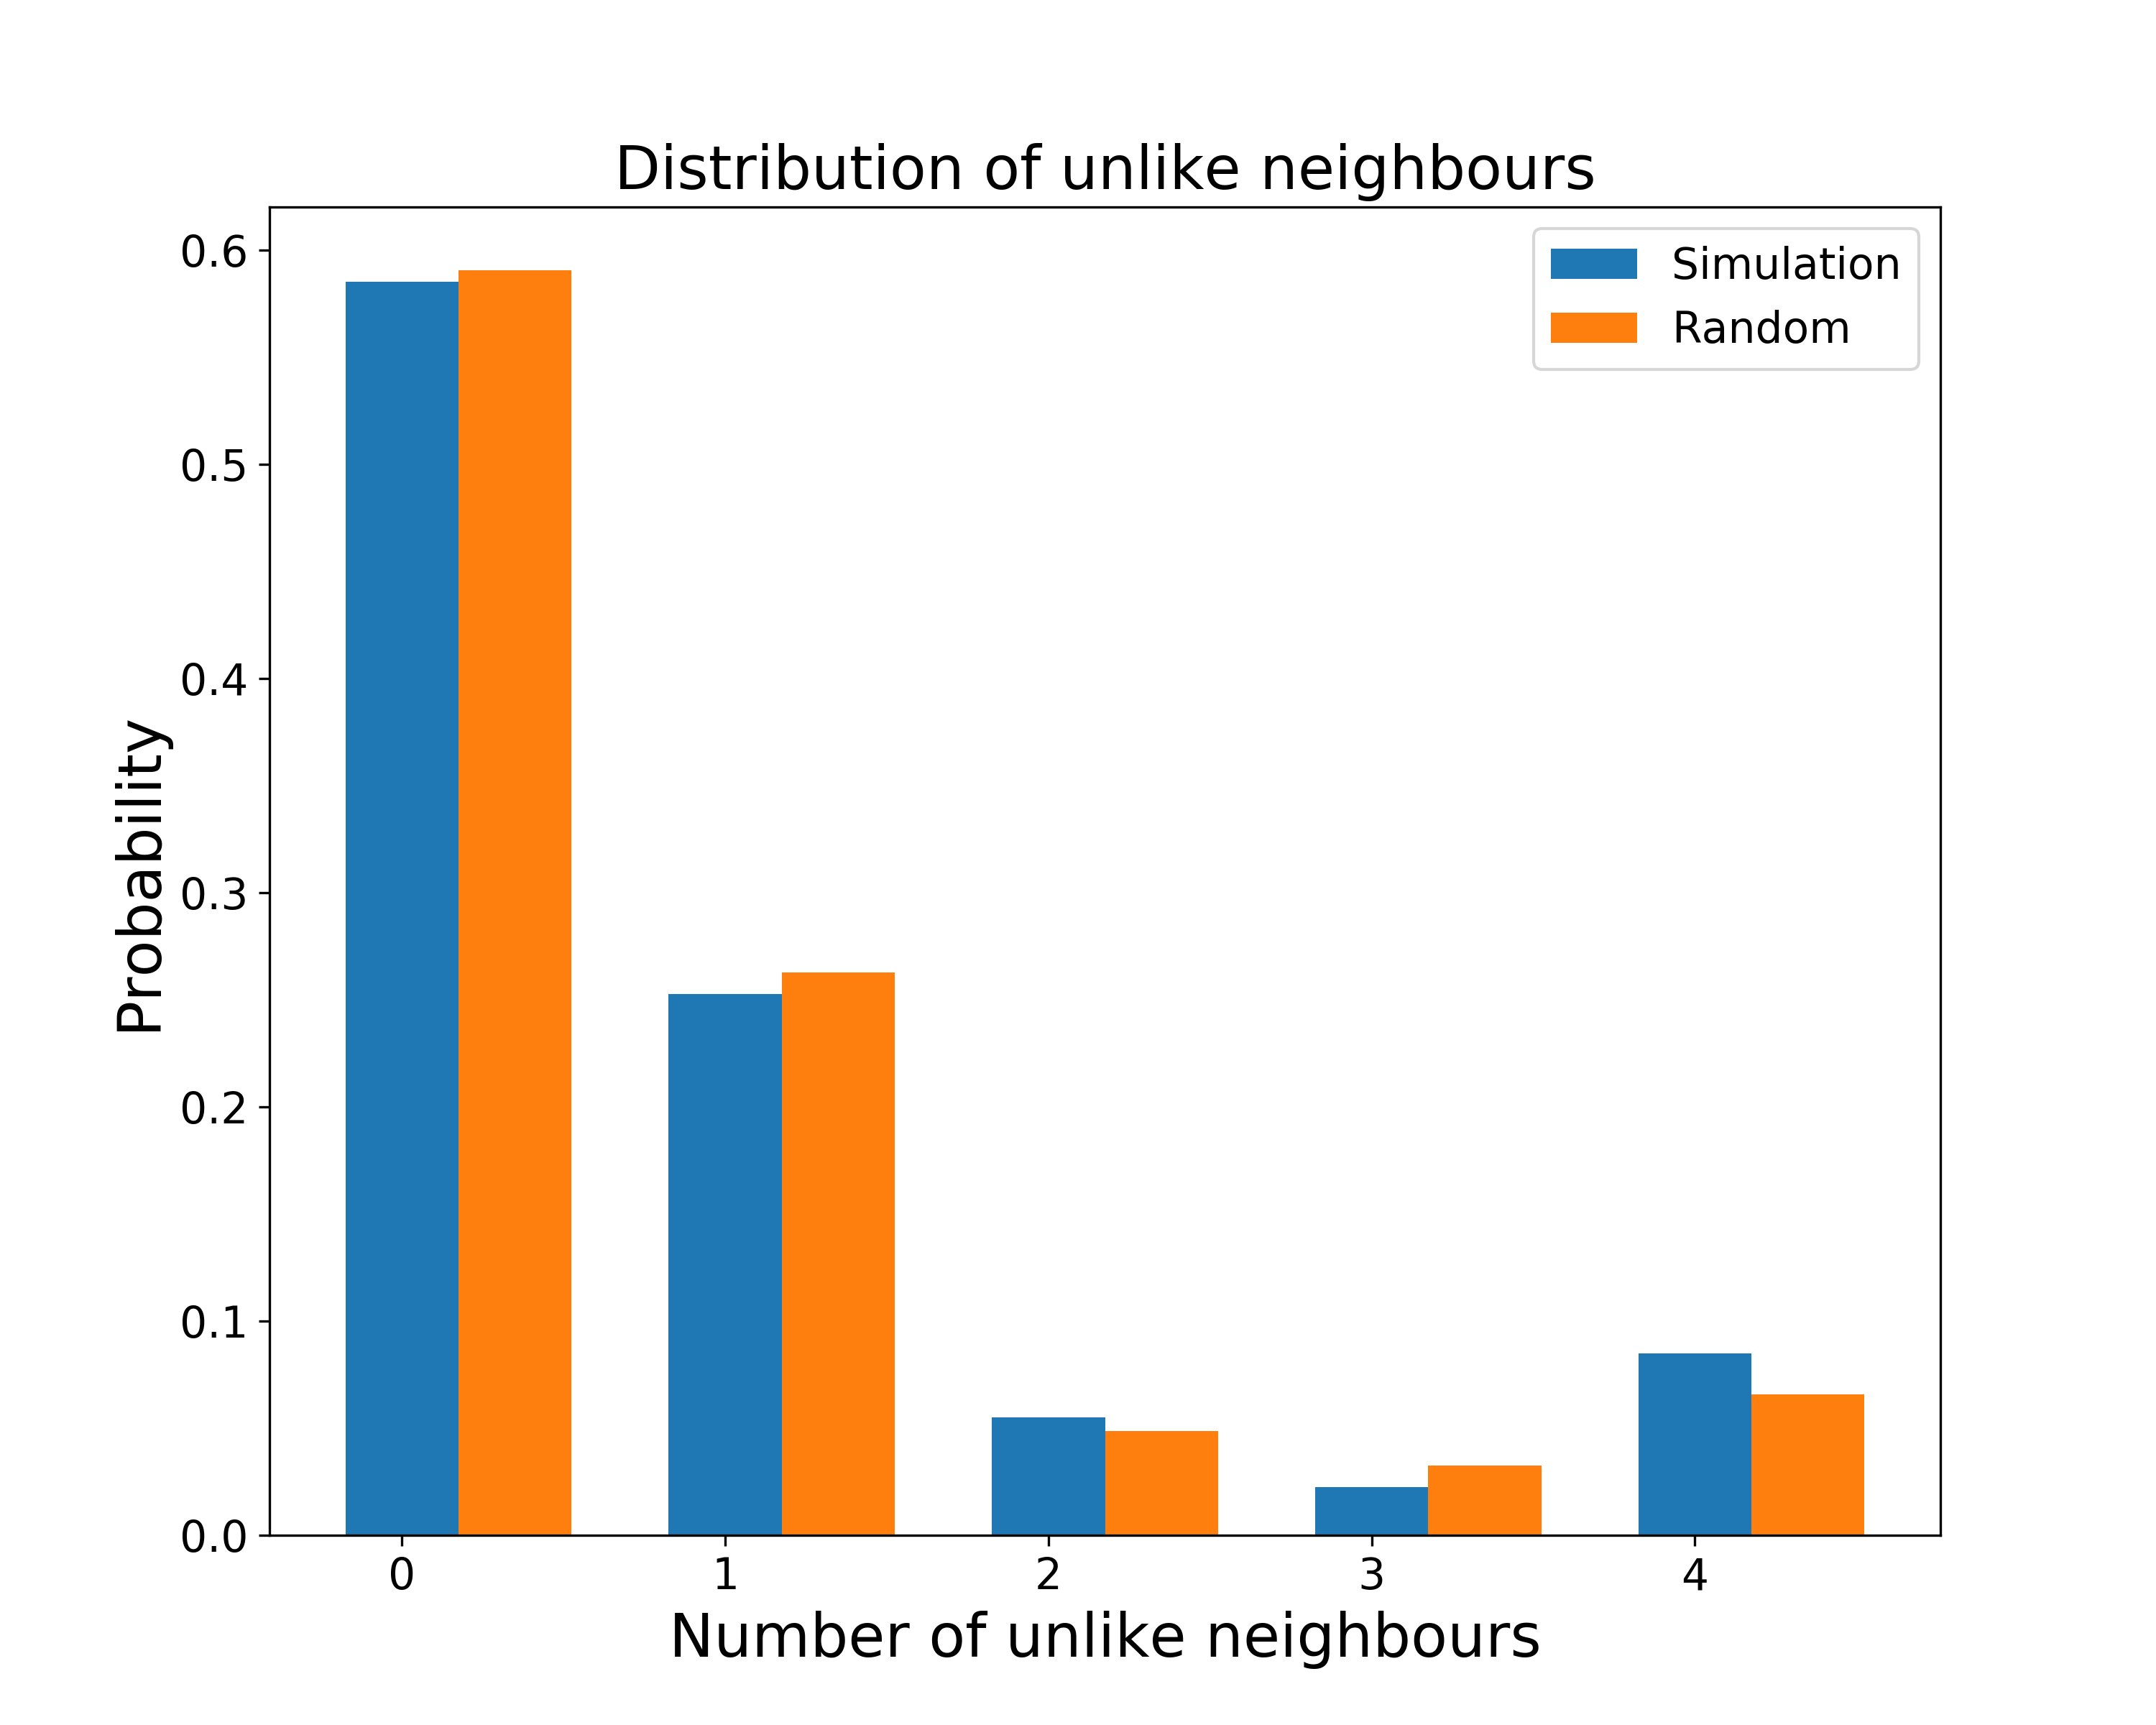 Distribution of unlike neighbours
Simulation
Random
Probability
0.6
0.5
0.4
0.3
0.2
0.1
0.0
0 1 2 3 4
Number of unlike neighbours